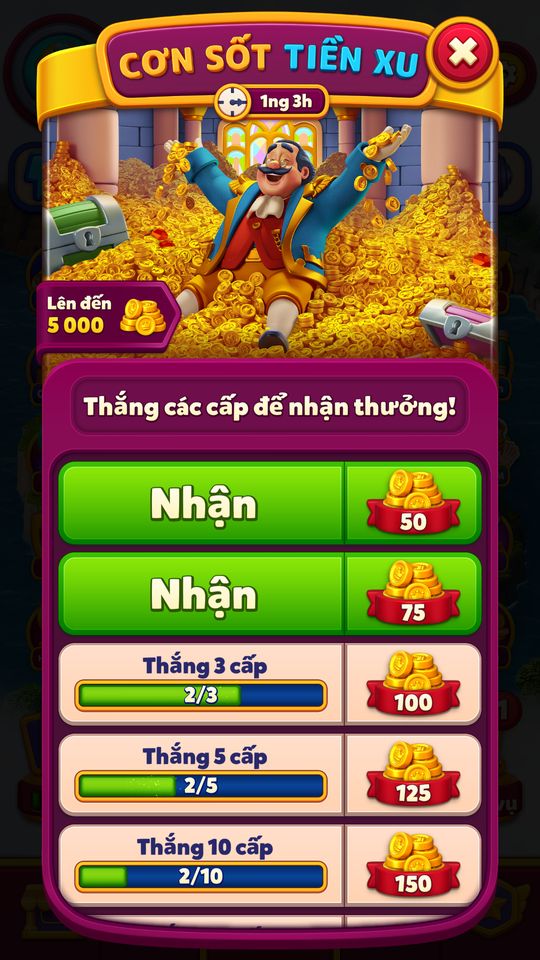 CƠN SỐT TIỀN XU
1ng 3h
Lên đến
5 000
Thắng các cấp để nhận thưởng!
Nhận
50
Nhận
75
Thắng 3 cấp
2/3
100
Thắng 5 cấp
2/5
125
Thắng 10 cấp
2/10
150